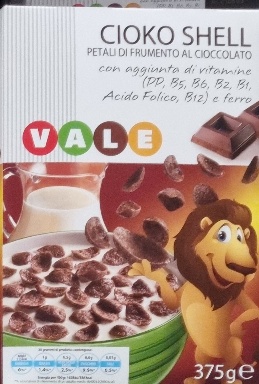 CIOKO SHELL
PETALI DI FRUMENTO AL CIOCCOLATO
con aggiunta di vitamine
(PP, B5, B6, B2, B1,
Acido Folico, B12) e ferro
VALE
375g e